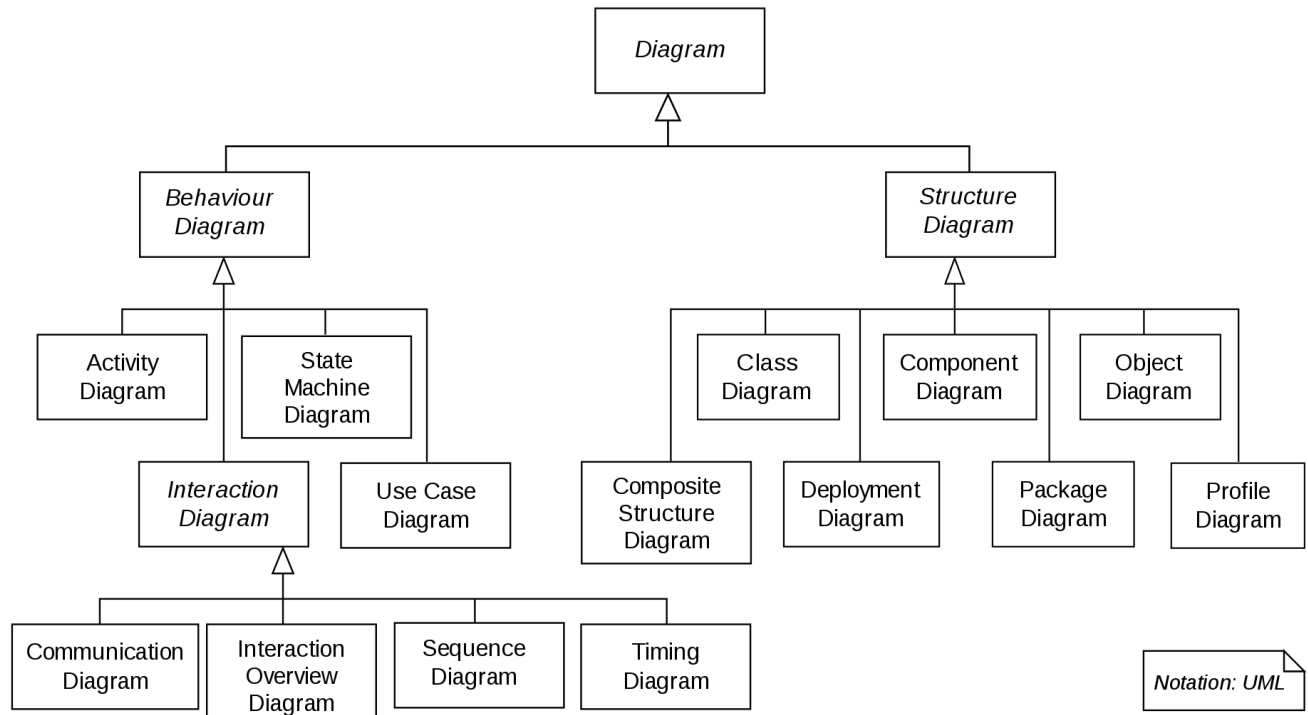 Diagram
Behaviour
Diagram
Structure
Diagram
Activity
Diagram
State
Machine
Diagram
Class
Diagram
Component
Diagram
Object
Diagram
Interaction
Diagram
Use Case
Diagram
Composite
Structure
Diagram
Deployment
Diagram
Package
Diagram
Profile
Diagram
Communication
Diagram
Interaction
Overview
Diagram
Sequence
Diagram
Timing
Diagram
Notation: UML